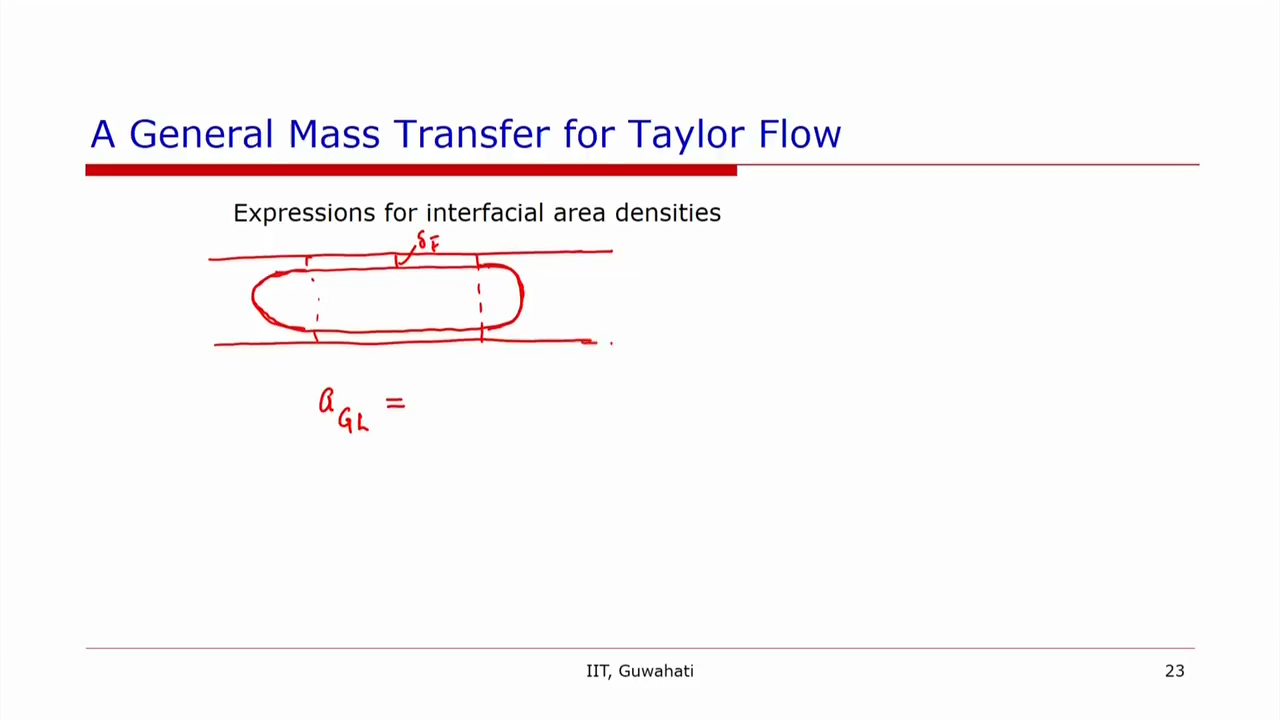 A General Mass Transfer for Taylor Flow
Expressions for interfacial area densities
δF
aGL =
IIT, Guwahati
23